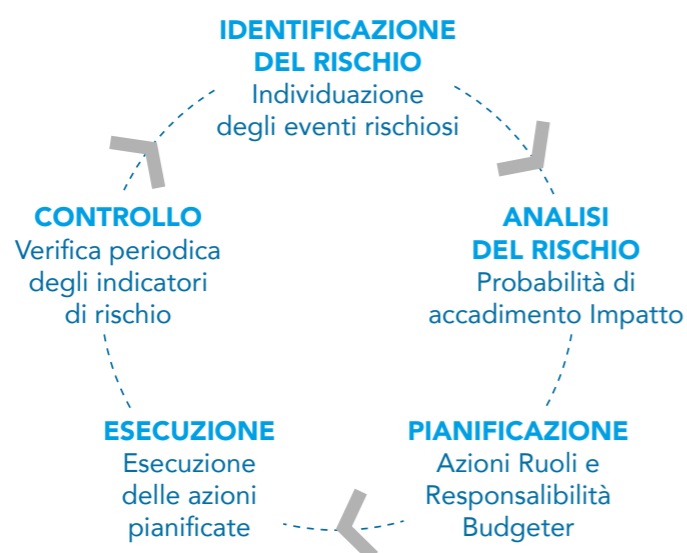 IDENTIFICAZIONE
DEL RISCHIO
Individuazione
degli eventi rischiosi
ANALISI
DEL RISCHIO
Probabilità di
accadimento Impatto
PIANIFICAZIONE
Azioni Ruoli e
Responsalibilità
Budgeter
ESECUZIONE
Esecuzione
delle azioni
pianificate
CONTROLLO
Verifica periodica
degli indicatori
di rischio